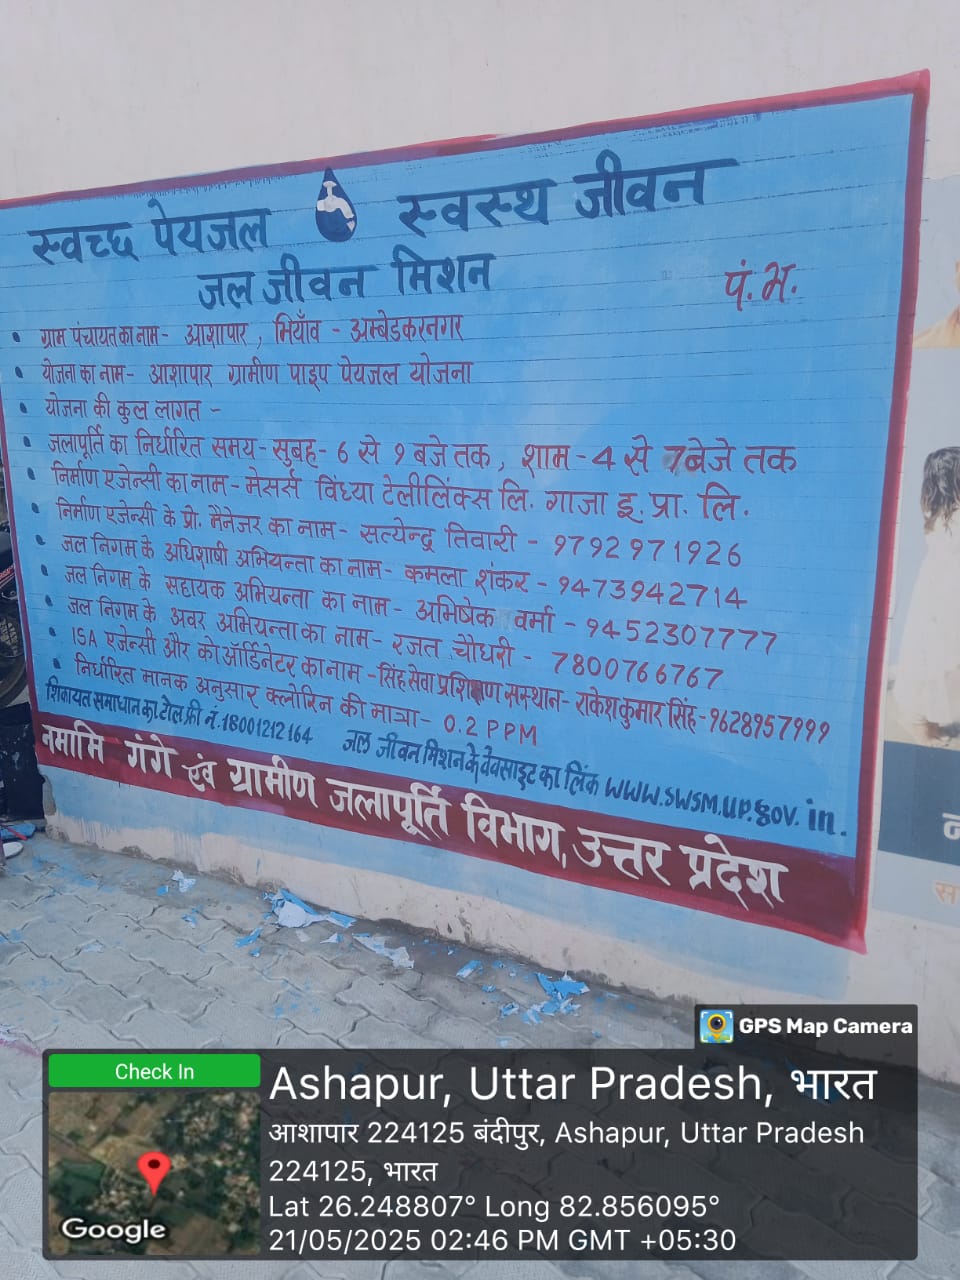 स्वच्छ पेयजल स्वस्थ जीवन
जल जीवन मिशन
पं. भ.
• ग्राम पंचायत का नाम - आशापार , भियाँव - अम्बेडकरनगर
• योजना का नाम - आशापार ग्रामीण पाइप पेयजल योजना
• योजना की कुल लागत -
• जलापूर्ति का निर्धारित समय - सुबह - 6 से 9 बजे तक , शाम - 4 से 7 बेजे तक
• निर्माण एजेन्सी का नाम - मेसर्स विंध्या टेलीलिंक्स लि. गाजा इ. प्रा. लि.
• निर्माण एजेन्सी के प्रो. मैनेजर का नाम - सत्येन्द्र तिवारी - 9792971926
• जल निगम के अधिशाषी अभियन्ता का नाम - कमला शंकर - 9473942714
• जल निगम के सहायक अभियन्ता का नाम - अभिषेक वर्मा - 9452307777
• जल निगम के अवर अभियन्ता का नाम - रजत चौधरी - 7800766767
• ISA एजेन्सी और को ऑर्डिनेटर का नाम - सिंह सेवा प्रशिक्षण संस्थान - राकेश कुमार सिंह - 9628957999
• निर्धारित मानक अनुसार क्लोरिन की मात्रा - 0.2 PPM
शिकायत समाधान का टोल फ्री नं. 18001212164 जल जीवन मिशन के वेवसाइट का लिंक www.swsm.up.gov.in.
नमामि गंगे एंव ग्रामीण जलापूर्ति विभाग, उत्तर प्रदेश
GPS Map Camera
Check In
Google
Ashapur, Uttar Pradesh, भारत
आशापार 224125 बंदीपुर, Ashapur, Uttar Pradesh
224125, भारत
Lat 26.248807° Long 82.856095°
21/05/2025 02:46 PM GMT +05:30